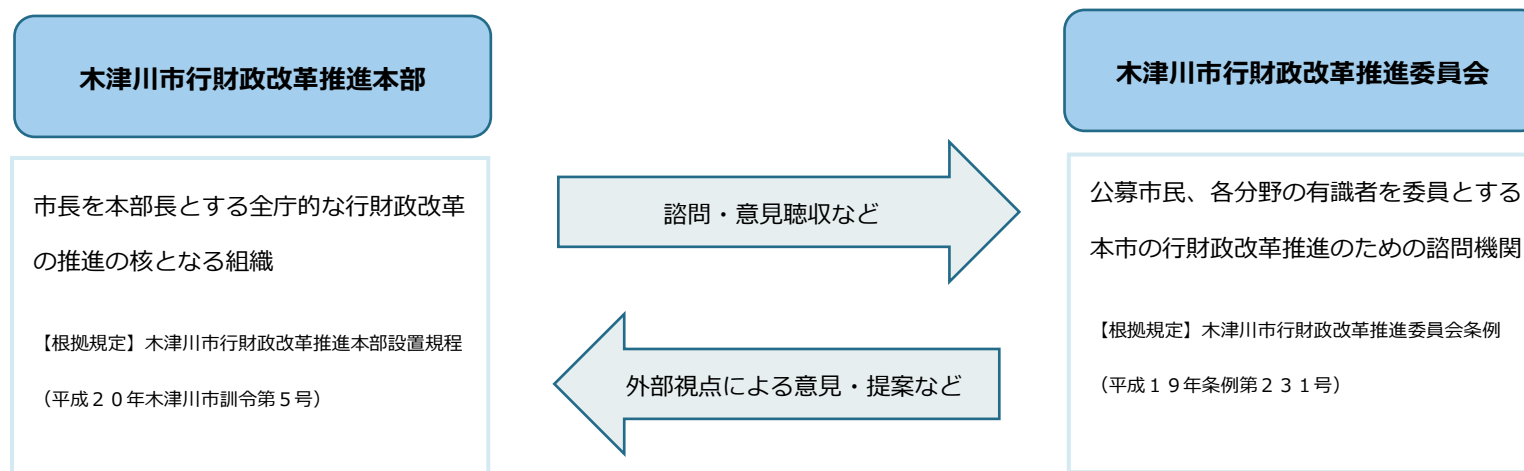 木津川市行財政改革推進本部
市長を本部長とする全庁的な行財政改革
の推進の核となる組織
【根拠規定】木津川市行財政改革推進本部設置規程
（平成２０年木津川市訓令第５号）
諮問・意見聴収など
外部視点による意見・提案など
木津川市行財政改革推進委員会
公募市民、各分野の有識者を委員とする
本市の行財政改革推進のための諮問機関
【根拠規定】木津川市行財政改革推進委員会条例
（平成１９年条例第２３１号）